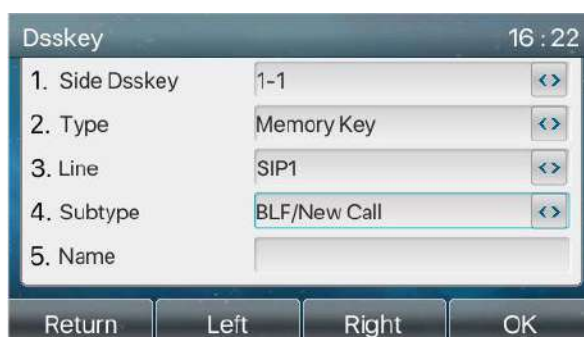 Dsskey 16 : 22
1. Side Dsskey 1-1 <>
2. Type Memory Key <>
3. Line SIP1 <>
4. Subtype BLF/New Call <>
5. Name
Return Left Right OK